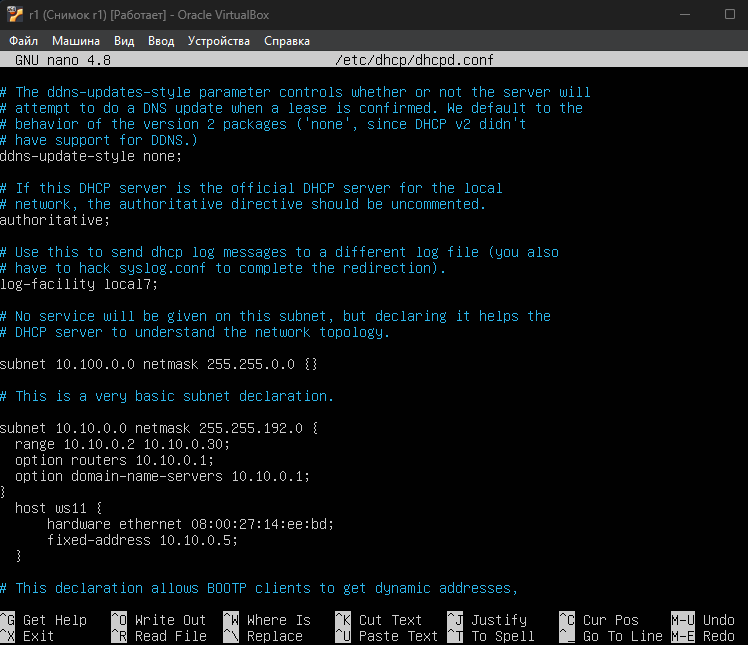 r1 (Снимок r1) [Работает] - Oracle VirtualBox
Файл Машина Вид Ввод Устройства Справка
GNU nano 4.8 /etc/dhcp/dhcpd.conf
# The ddns-updates-style parameter controls whether or not the server will
# attempt to do a DNS update when a lease is confirmed. We default to the
# behavior of the version 2 packages ('none', since DHCP v2 didn't
# have support for DDNS.)
ddns-update-style none;
# If this DHCP server is the official DHCP server for the local
# network, the authoritative directive should be uncommented.
authoritative;
# Use this to send dhcp log messages to a different log file (you also
# have to hack syslog.conf to complete the redirection).
log-facility local7;
# No service will be given on this subnet, but declaring it helps the
# DHCP server to understand the network topology.
subnet 10.100.0.0 netmask 255.255.0.0 {}
# This is a very basic subnet declaration.
subnet 10.10.0.0 netmask 255.255.192.0 {
  range 10.10.0.2 10.10.0.30;
  option routers 10.10.0.1;
  option domain-name-servers 10.10.0.1;
}
  host ws11 {
      hardware ethernet 08:00:27:14:ee:bd;
      fixed-address 10.10.0.5;
  }
# This declaration allows BOOTP clients to get dynamic addresses,
^G Get Help ^O Write Out ^W Where Is ^K Cut Text ^J Justify ^C Cur Pos M-U Undo
^X Exit ^R Read File ^\ Replace ^U Paste Text ^T To Spell ^_ Go To Line M-E Redo